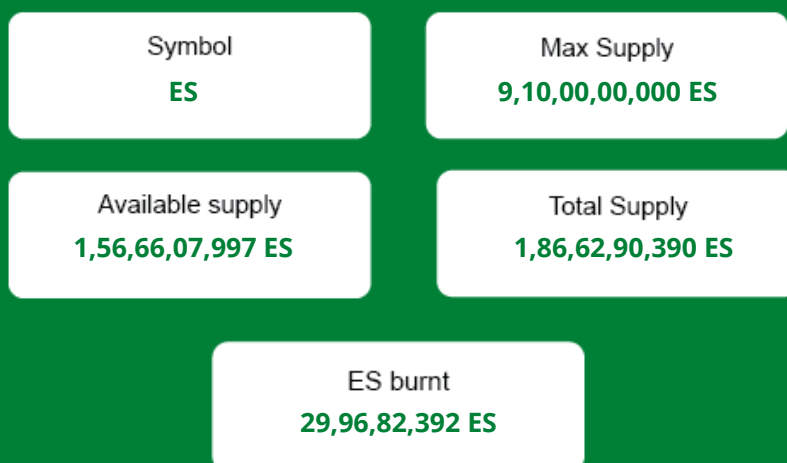 Symbol
ES
Max Supply
9,10,00,00,000 ES
Available supply
1,56,66,07,997 ES
Total Supply
1,86,62,90,390 ES
ES burnt
29,96,82,392 ES